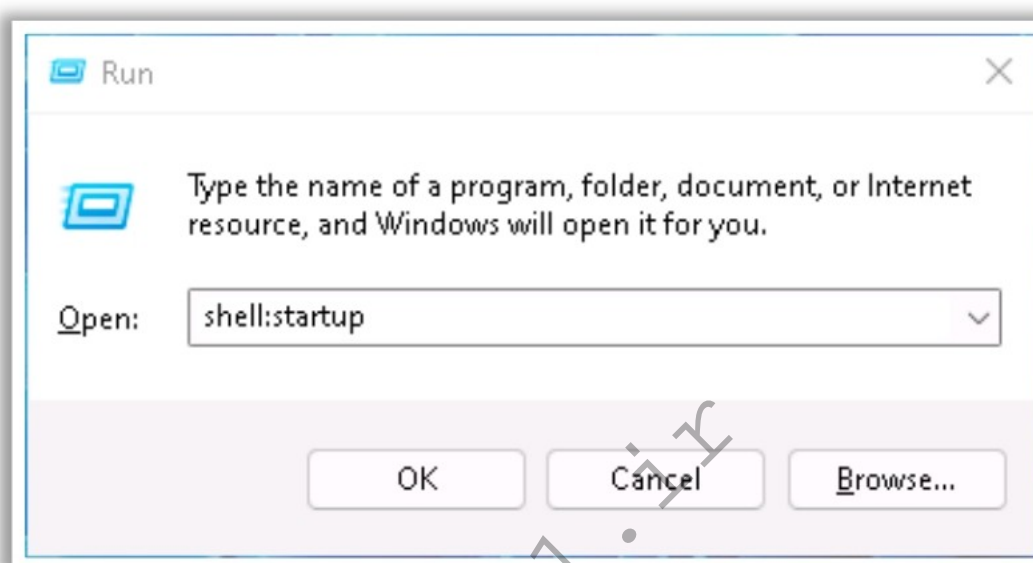 Run
Type the name of a program, folder, document, or Internet
resource, and Windows will open it for you.
Open: shell:startup
OK Cancel Browse...